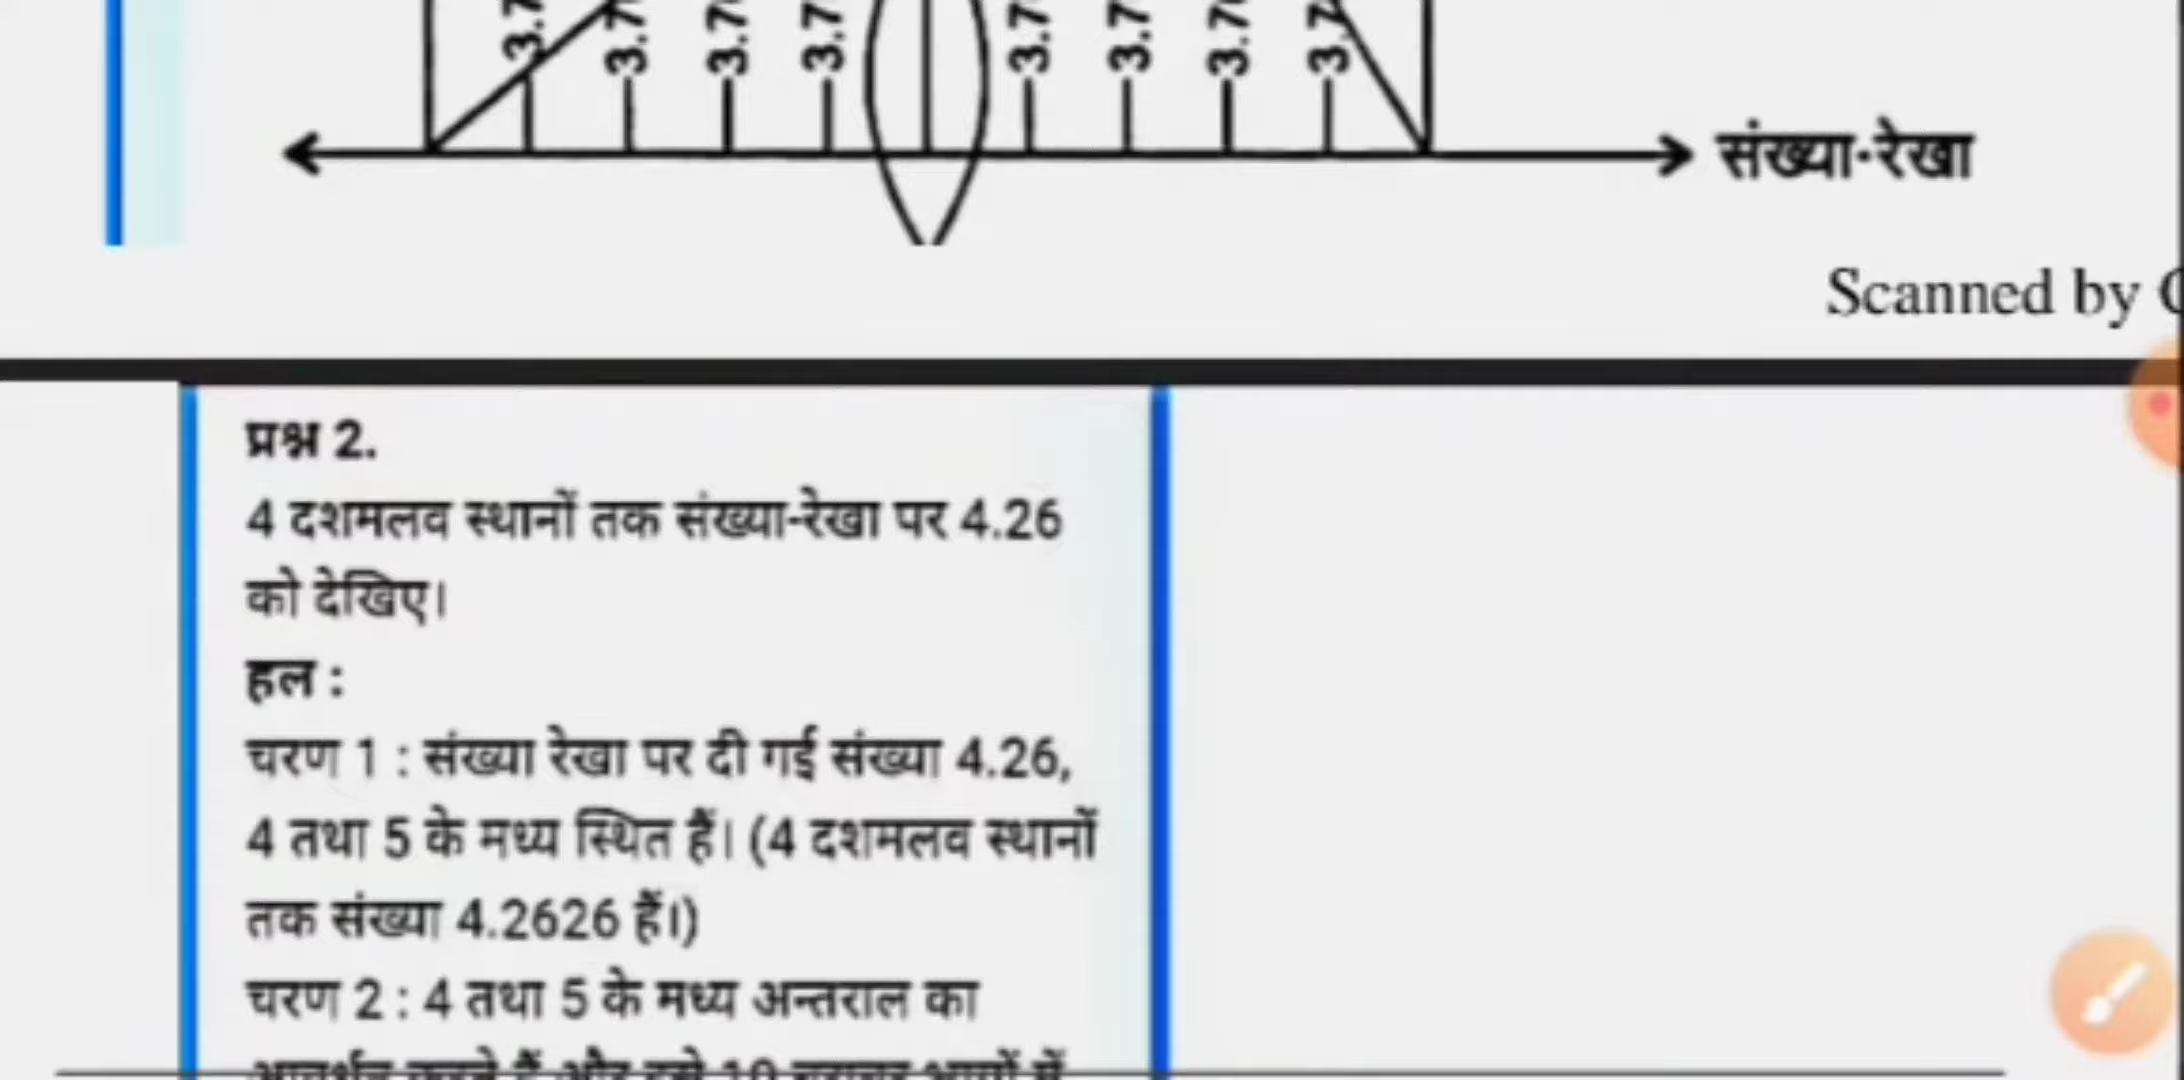 3.7 3.7 3.7 3.7 3.7 3.7 3.7 3.7
संख्या-रेखा
Scanned by
प्रश्न 2.
4 दशमलव स्थानों तक संख्या-रेखा पर 4.26
को देखिए।
हल :
चरण 1 : संख्या रेखा पर दी गई संख्या 4.26,
4 तथा 5 के मध्य स्थित हैं। (4 दशमलव स्थानों
तक संख्या 4.2626 हैं।)
चरण 2 : 4 तथा 5 के मध्य अन्तराल का